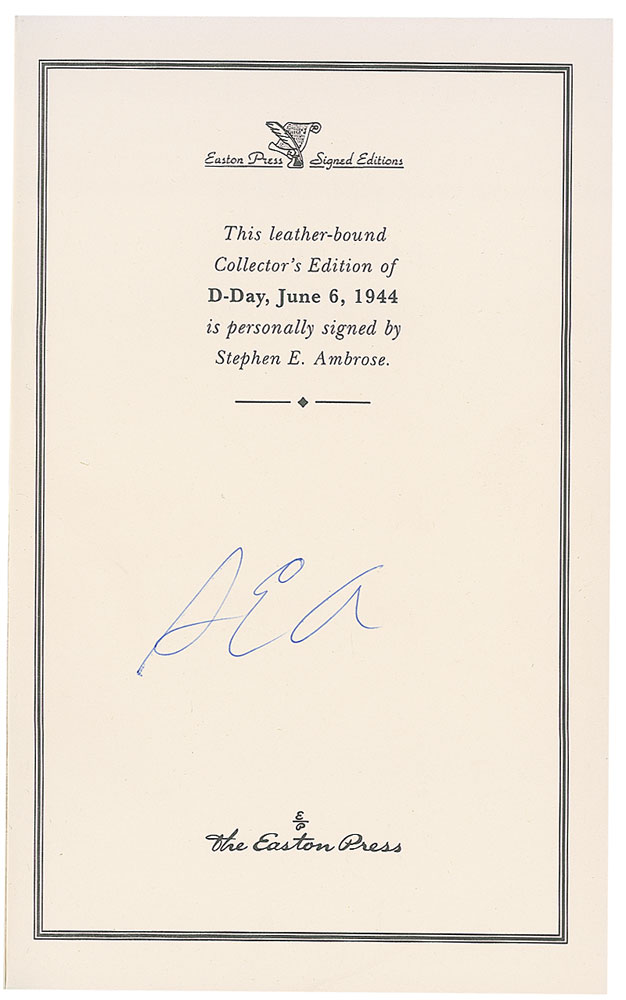 Easton Press Signed Editions
This leather-bound
Collector's Edition of
D-Day, June 6, 1944
is personally signed by
Stephen E. Ambrose.
SEA
E
P
The Easton Press